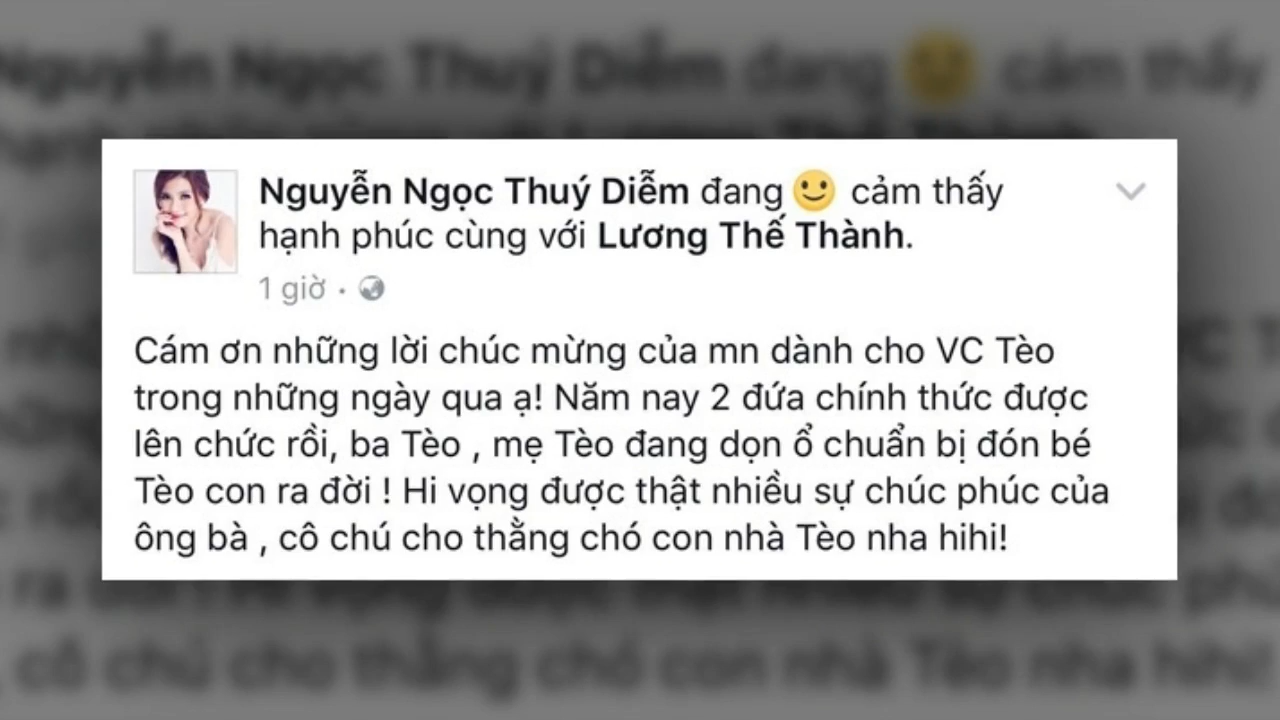 Nguyễn Ngọc Thuý Diễm đang 🙂 cảm thấy
hạnh phúc cùng với Lương Thế Thành.
1 giờ ·
Cám ơn những lời chúc mừng của mn dành cho VC Tèo
trong những ngày qua ạ! Năm nay 2 đứa chính thức được
lên chức rồi, ba Tèo , mẹ Tèo đang dọn ổ chuẩn bị đón bé
Tèo con ra đời ! Hi vọng được thật nhiều sự chúc phúc của
ông bà , cô chú cho thằng chó con nhà Tèo nha hihi!